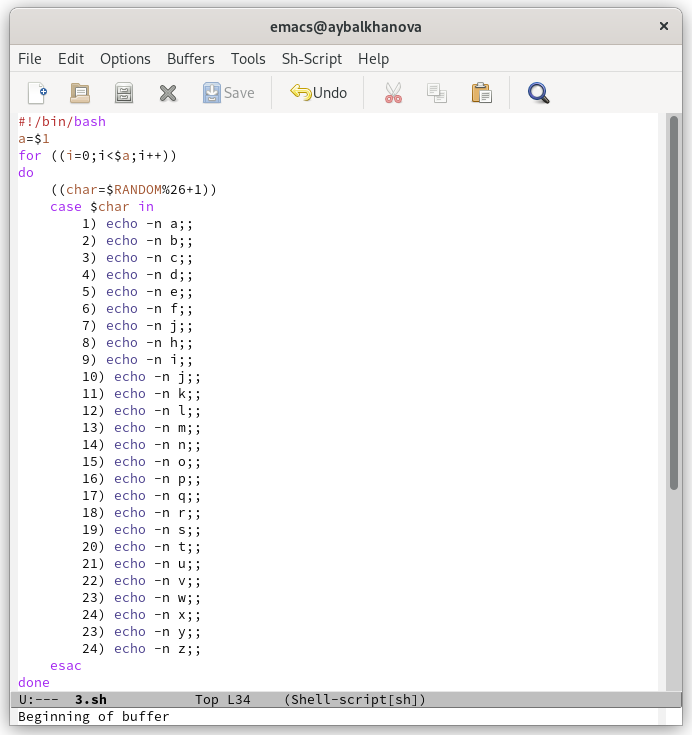 emacs@aybalkhanova ×
File Edit Options Buffers Tools Sh-Script Help
Save Undo
#!/bin/bash
a=$1
for ((i=0;i<$a;i++))
do
    ((char=$RANDOM%26+1))
    case $char in
        1) echo -n a;;
        2) echo -n b;;
        3) echo -n c;;
        4) echo -n d;;
        5) echo -n e;;
        6) echo -n f;;
        7) echo -n j;;
        8) echo -n h;;
        9) echo -n i;;
        10) echo -n j;;
        11) echo -n k;;
        12) echo -n l;;
        13) echo -n m;;
        14) echo -n n;;
        15) echo -n o;;
        16) echo -n p;;
        17) echo -n q;;
        18) echo -n r;;
        19) echo -n s;;
        20) echo -n t;;
        21) echo -n u;;
        22) echo -n v;;
        23) echo -n w;;
        24) echo -n x;;
        23) echo -n y;;
        24) echo -n z;;
    esac
done
U:--- 3.sh Top L34 (Shell-script[sh])
Beginning of buffer